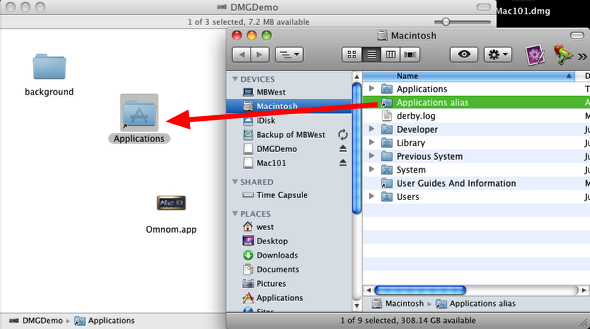 DMGDemo
Mac101.dmg
1 of 3 selected, 7.2 MB available
background
Applications
Omnom.app
DMGDemo
Applications
Macintosh
DEVICES
MBWest
Macintosh
iDisk
Backup of MBWest
DMGDemo
Mac101
SHARED
Time Capsule
PLACES
west
Desktop
Downloads
Documents
Pictures
Applications
Name
Applications
Applications alias
derby.log
Developer
Library
Previous System
System
User Guides And Information
Users
Macintosh
Applications alias
1 of 9 selected, 308.14 GB available